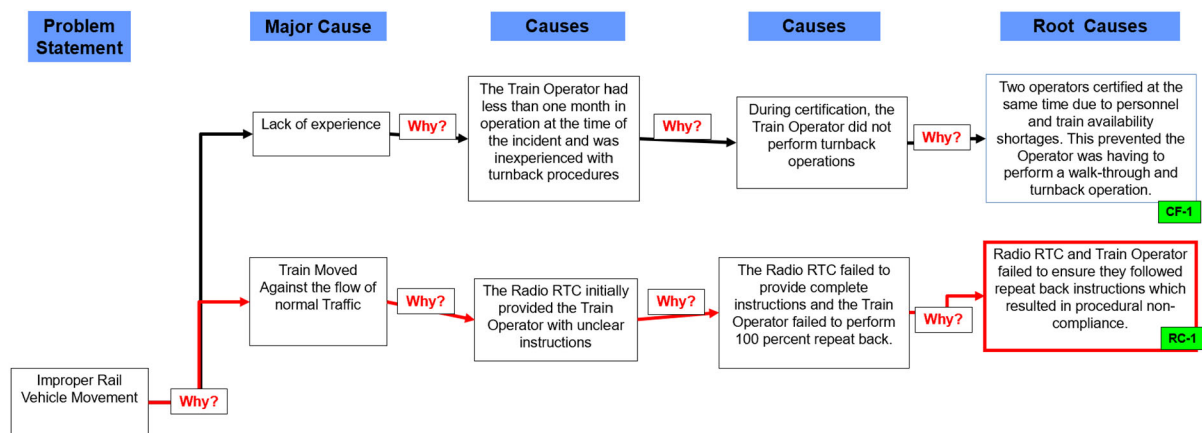 Problem
Statement
Major Cause
Causes
Causes
Root Causes
Lack of experience
Why?
The Train Operator had
less than one month in
operation at the time of
the incident and was
inexperienced with
turnback procedures
Why?
During certification, the
Train Operator did not
perform turnback
operations
Why?
Two operators certified at the
same time due to personnel
and train availability
shortages. This prevented the
Operator was having to
perform a walk-through and
turnback operation.
CF-1
Train Moved
Against the flow of
normal Traffic
Why?
The Radio RTC initially
provided the Train
Operator with unclear
instructions
Why?
The Radio RTC failed to
provide complete
instructions and the Train
Operator failed to perform
100 percent repeat back.
Why?
Radio RTC and Train Operator
failed to ensure they followed
repeat back instructions which
resulted in procedural non-
compliance.
RC-1
Improper Rail
Vehicle Movement
Why?